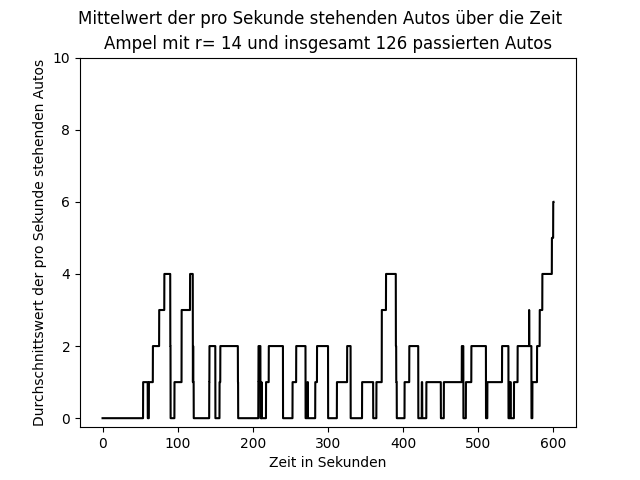 Mittelwert der pro Sekunde stehenden Autos über die Zeit
Ampel mit r= 14 und insgesamt 126 passierten Autos
Durchschnittswert der pro Sekunde stehenden Autos
10
8
6
4
2
0
0 100 200 300 400 500 600
Zeit in Sekunden